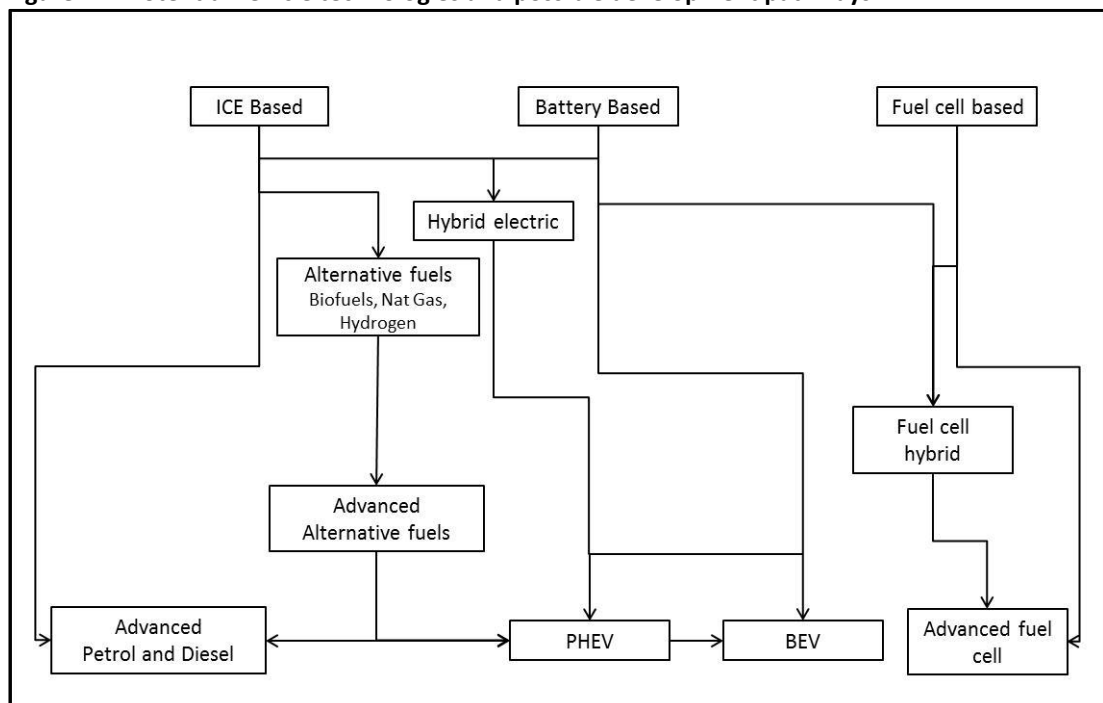 ICE Based
Battery Based
Fuel cell based
Hybrid electric
Alternative fuels
Biofuels, Nat Gas,
Hydrogen
Fuel cell
hybrid
Advanced
Alternative fuels
Advanced
Petrol and Diesel
PHEV
BEV
Advanced fuel
cell